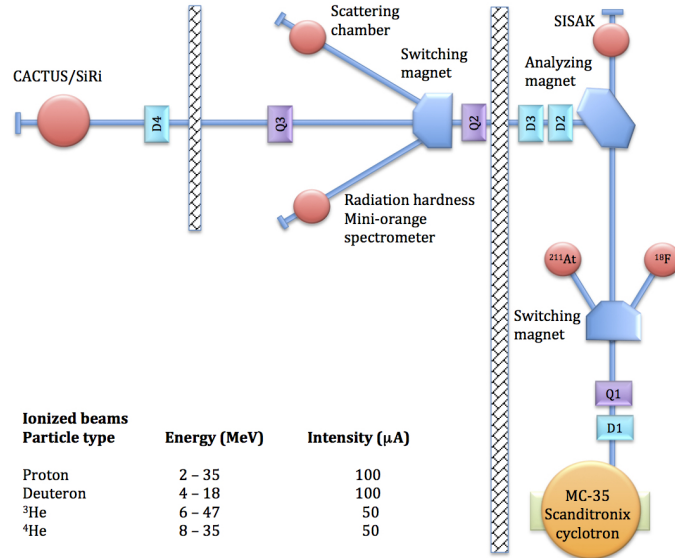 Scattering
chamber
SISAK
Switching
magnet
Analyzing
magnet
CACTUS/SiRi
D4
Q3
Q2
D3
D2
Radiation hardness
Mini-orange
spectrometer
²¹¹At
¹⁸F
Switching
magnet
Q1
D1
MC-35
Scanditronix
cyclotron
Ionized beams
Particle type Energy (MeV) Intensity (μA)
Proton 2 – 35 100
Deuteron 4 – 18 100
³He 6 – 47 50
⁴He 8 – 35 50